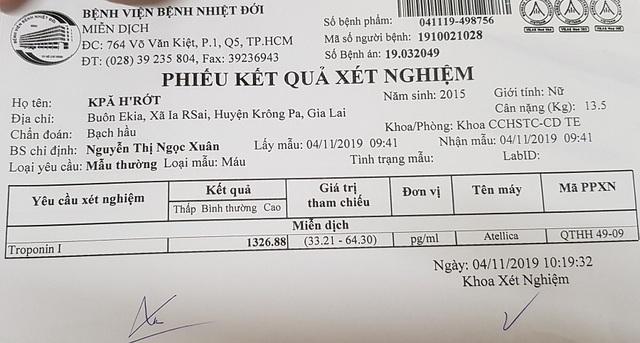 BỆNH VIỆN BỆNH NHIỆT ĐỚI
MIỄN DỊCH
ĐC: 764 Võ Văn Kiệt, P.1, Q5, TP.HCM
ĐT: (028) 39 235 804, Fax: 39236943
Số bệnh phẩm: 041119-498756
Mã số người bệnh: 1910021028
Số Bệnh án: 19.032049
PHIẾU KẾT QUẢ XÉT NGHIỆM
Họ tên: KPĂ H'RÓT Năm sinh: 2015 Giới tính: Nữ
Địa chỉ: Buôn Ekia, Xã Ia RSai, Huyện Krông Pa, Gia Lai Cân nặng (Kg): 13.5
Chẩn đoán: Bạch hầu Khoa/Phòng: Khoa CCHSTC-CD TE
BS chỉ định: Nguyễn Thị Ngọc Xuân Lấy mẫu: 04/11/2019 09:41 Nhận mẫu: 04/11/2019 09:41
Loại yêu cầu: Mẫu thường Loại mẫu: Máu Tình trạng mẫu: LabID:
Yêu cầu xét nghiệm Kết quả Giá trị tham chiếu Đơn vị Tên máy Mã PPXN
Thấp Bình thường Cao
Miễn dịch
Troponin I 1326.88 (33.21 - 64.30) pg/ml Atellica QTHH 49-09
Ngày: 04/11/2019 10:19:32
Khoa Xét Nghiệm